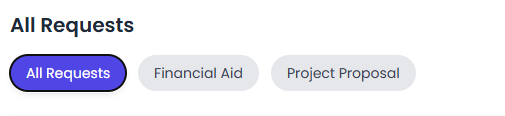 All Requests
All Requests Financial Aid Project Proposal